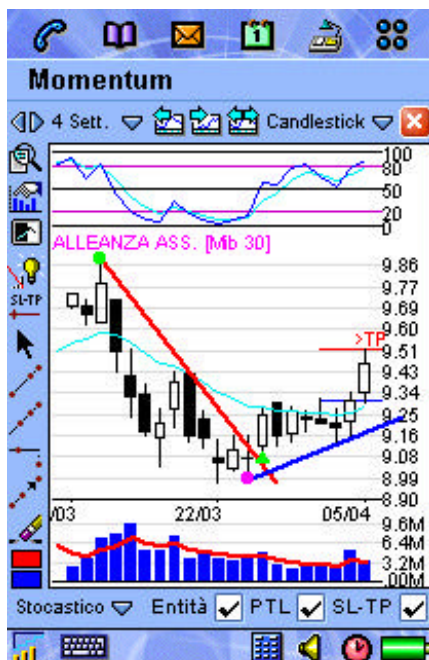 1
Momentum
4 Sett. Candlestick
100
80
50
20
0
ALLEANZA ASS. [Mib 30]
9.86
9.77
9.69
9.60
SL-TP
>TP
9.51
9.43
9.34
9.25
9.16
9.08
8.99
8.90
/03 22/03 05/04
9.6M
6.4M
3.2M
.00M
Stocastico Entità PTL SL-TP